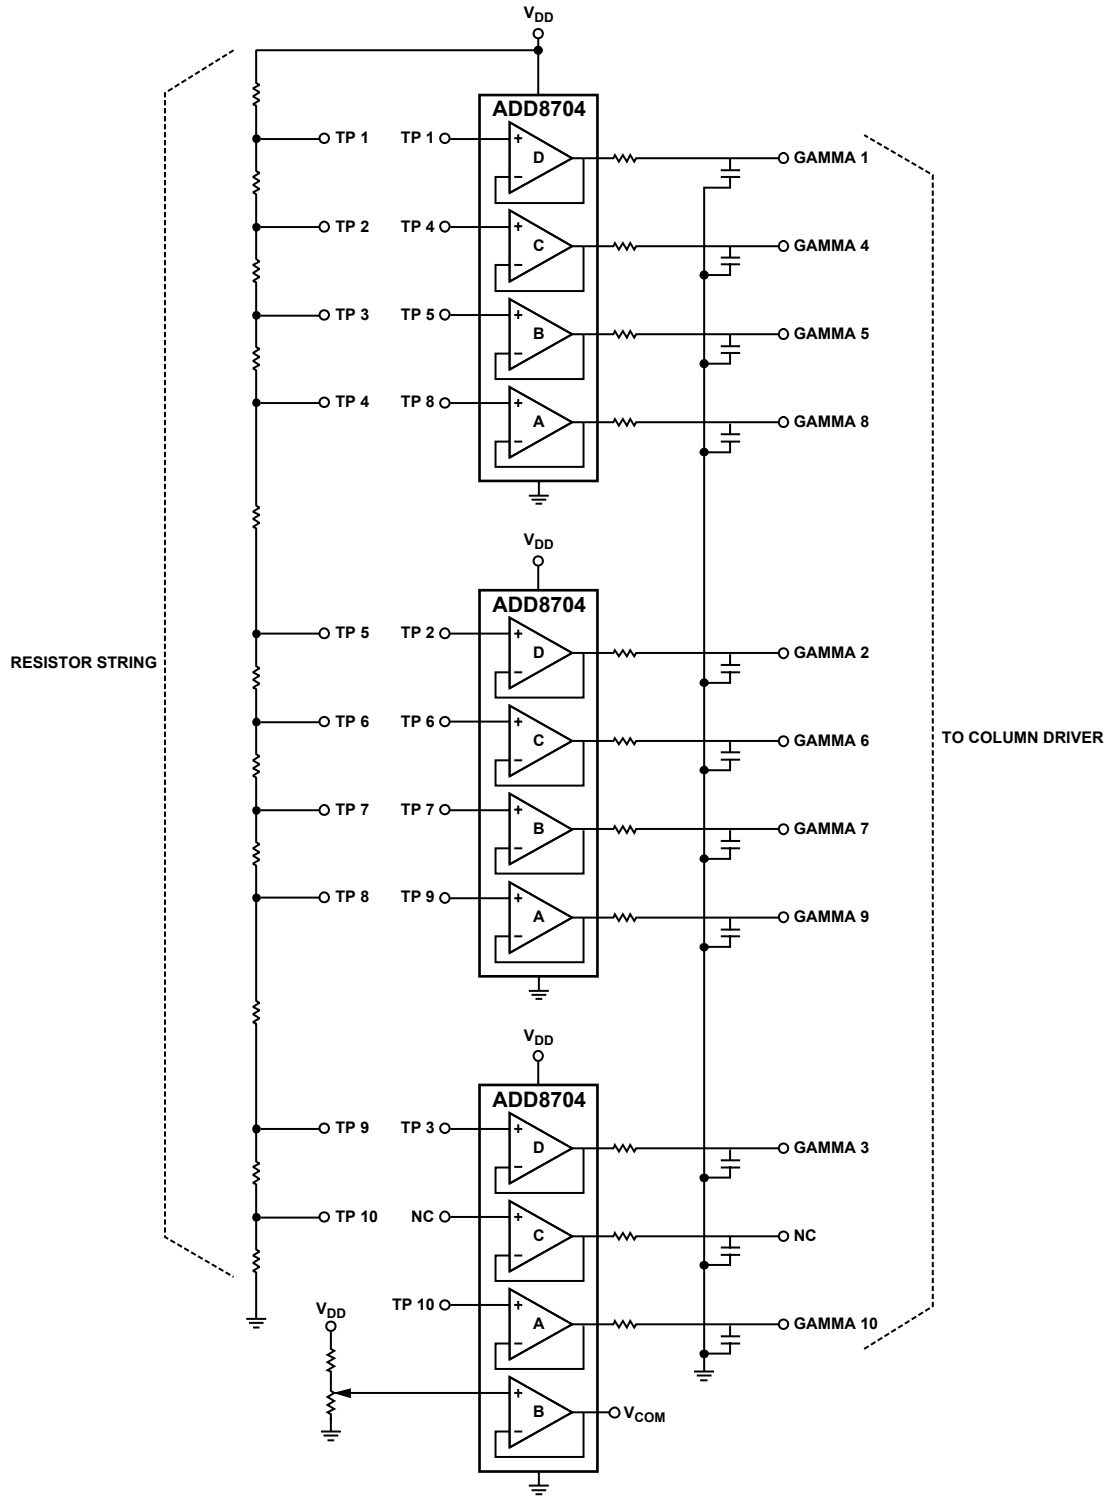 VDD
ADD8704
TP 1 TP 1 + D − GAMMA 1
TP 2 TP 4 + C − GAMMA 4
TP 3 TP 5 + B − GAMMA 5
TP 4 TP 8 + A − GAMMA 8
VDD
ADD8704
TP 5 TP 2 + D − GAMMA 2
RESISTOR STRING
TP 6 TP 6 + C − GAMMA 6
TO COLUMN DRIVER
TP 7 TP 7 + B − GAMMA 7
TP 8 TP 9 + A − GAMMA 9
VDD
ADD8704
TP 9 TP 3 + D − GAMMA 3
TP 10 NC + C − NC
TP 10 + A − GAMMA 10
VDD
+ B − VCOM